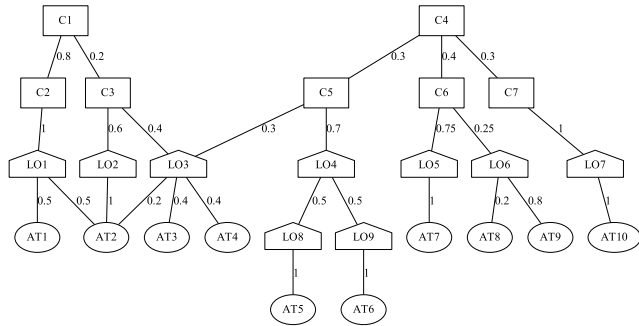 C1 C4
0.8 0.2 0.3 0.4 0.3
C2 C3 C5 C6 C7
1 0.6 0.4 0.3 0.7 0.75 0.25 1
LO1 LO2 LO3 LO4 LO5 LO6 LO7
0.5 0.5 1 0.2 0.4 0.4 0.5 0.5 1 0.2 0.8 1
AT1 AT2 AT3 AT4 LO8 LO9 AT7 AT8 AT9 AT10
1 1
AT5 AT6